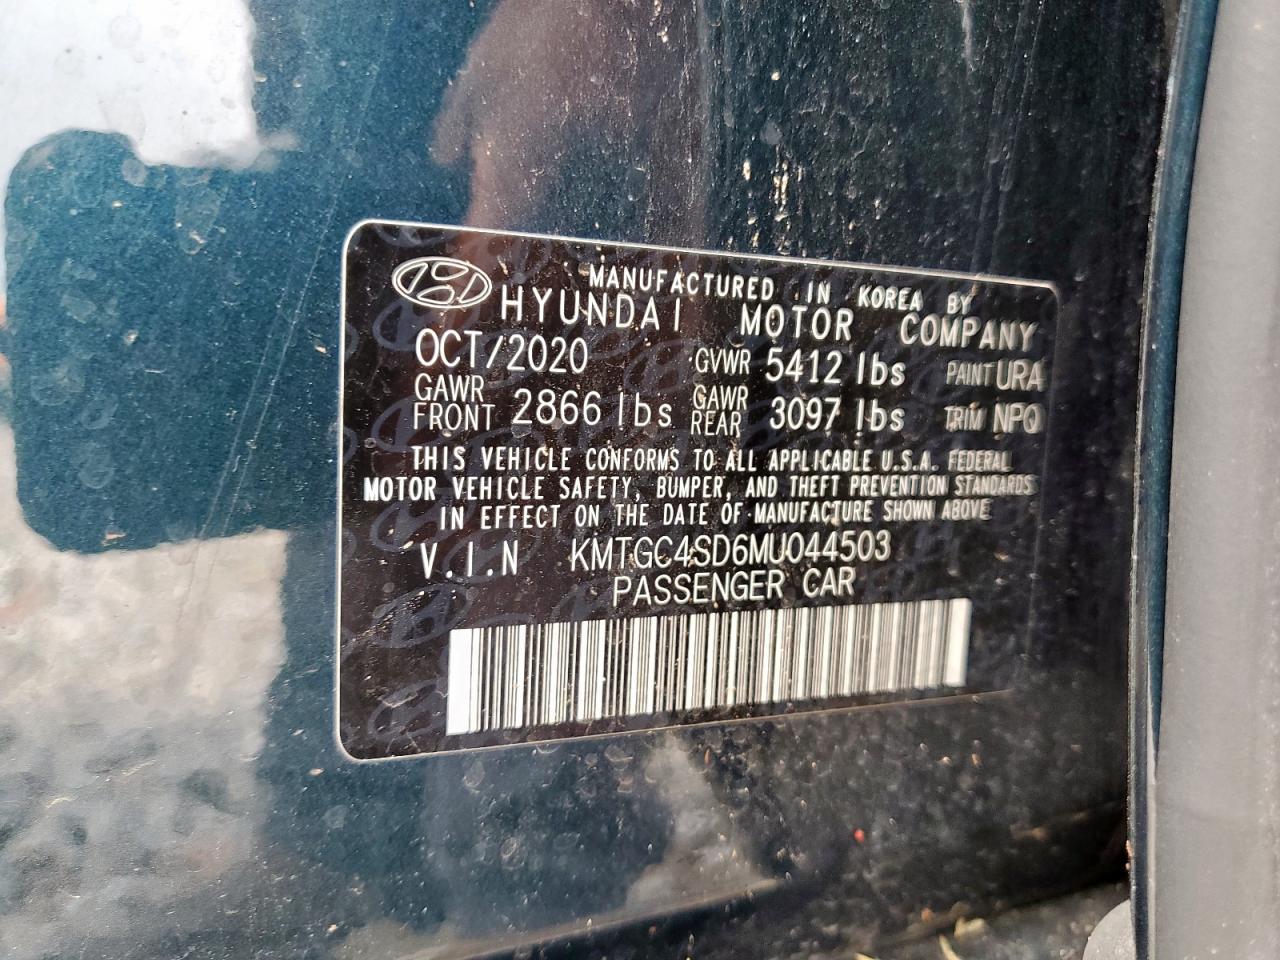 MANUFACTURED IN KOREA BY
HYUNDAI MOTOR COMPANY
OCT/2020 GVWR 5412 lbs PAINT URA
GAWR FRONT 2866 lbs GAWR REAR 3097 lbs TRIM NPQ
THIS VEHICLE CONFORMS TO ALL APPLICABLE U.S.A. FEDERAL
MOTOR VEHICLE SAFETY, BUMPER, AND THEFT PREVENTION STANDARDS
IN EFFECT ON THE DATE OF MANUFACTURE SHOWN ABOVE
V.I.N KMTGC4SD6MU044503
PASSENGER CAR